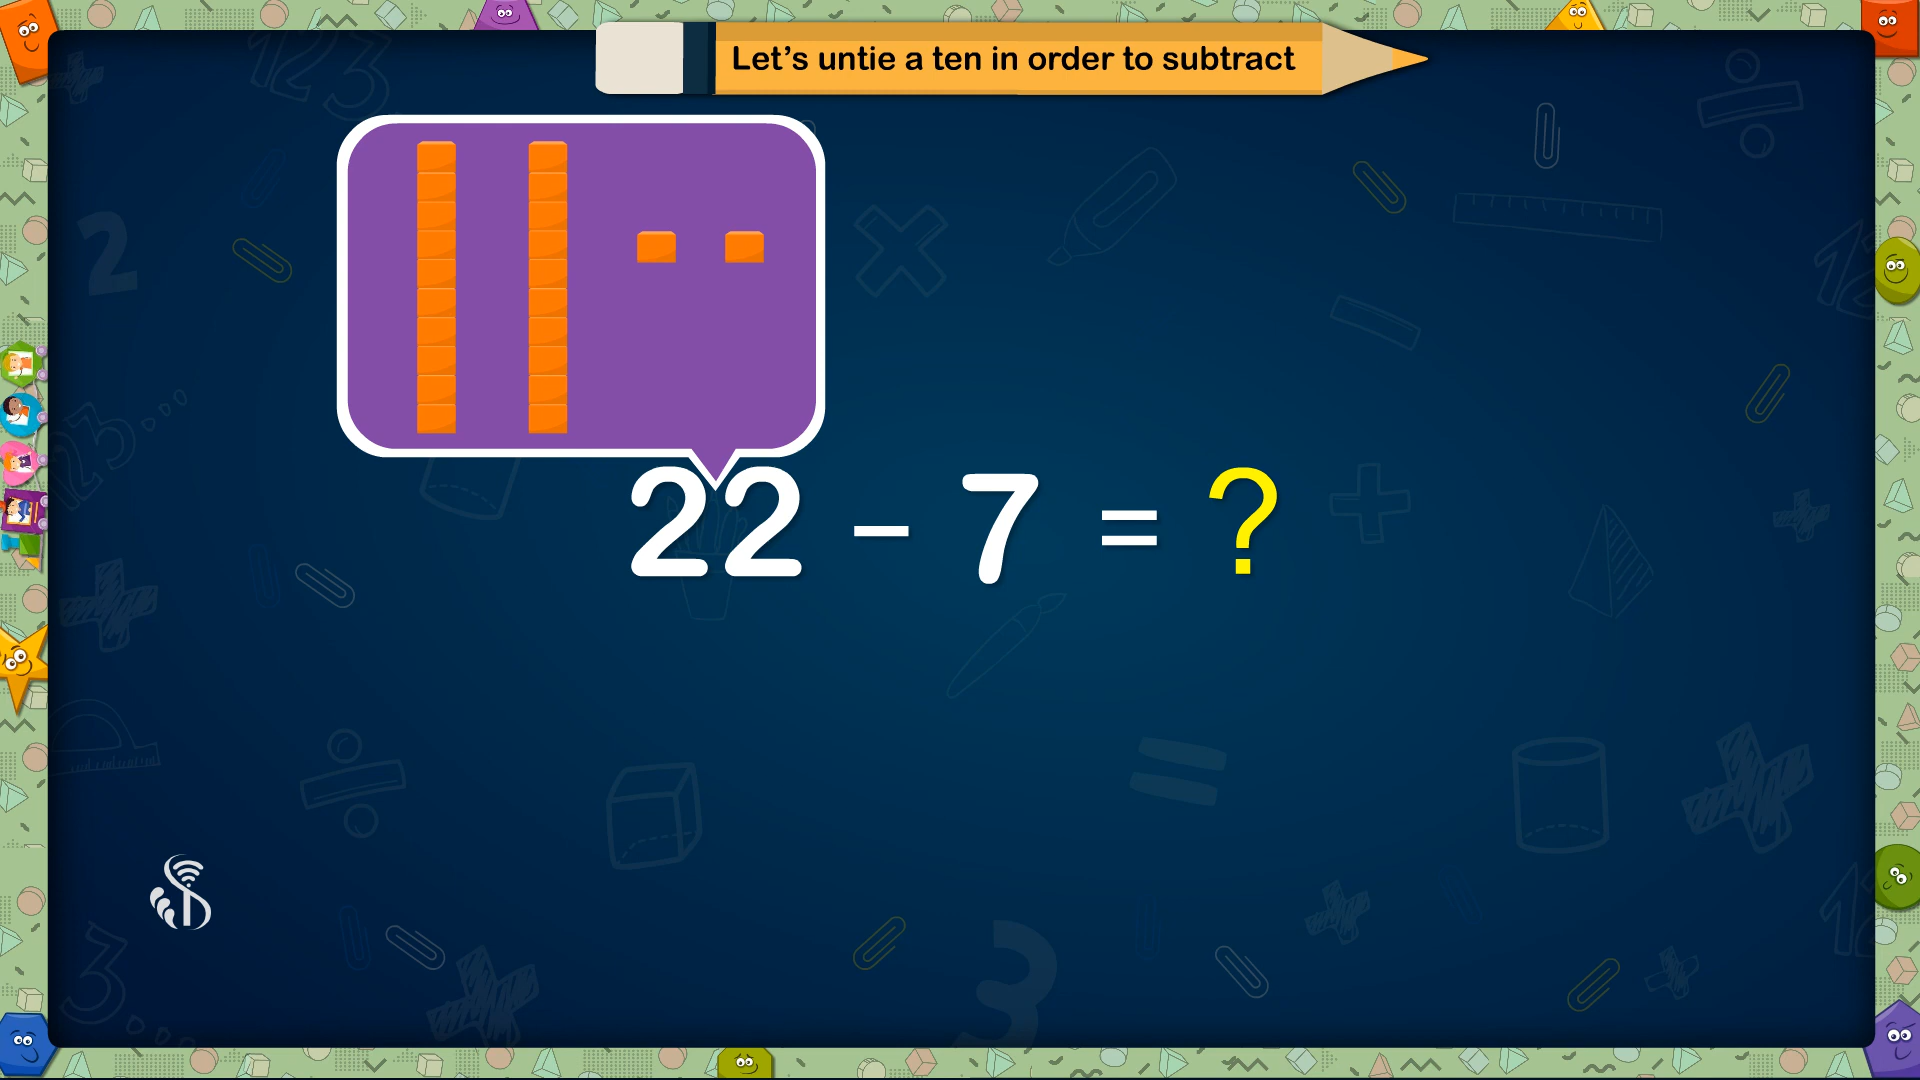 Let's untie a ten in order to subtract
22 – 7 = ?